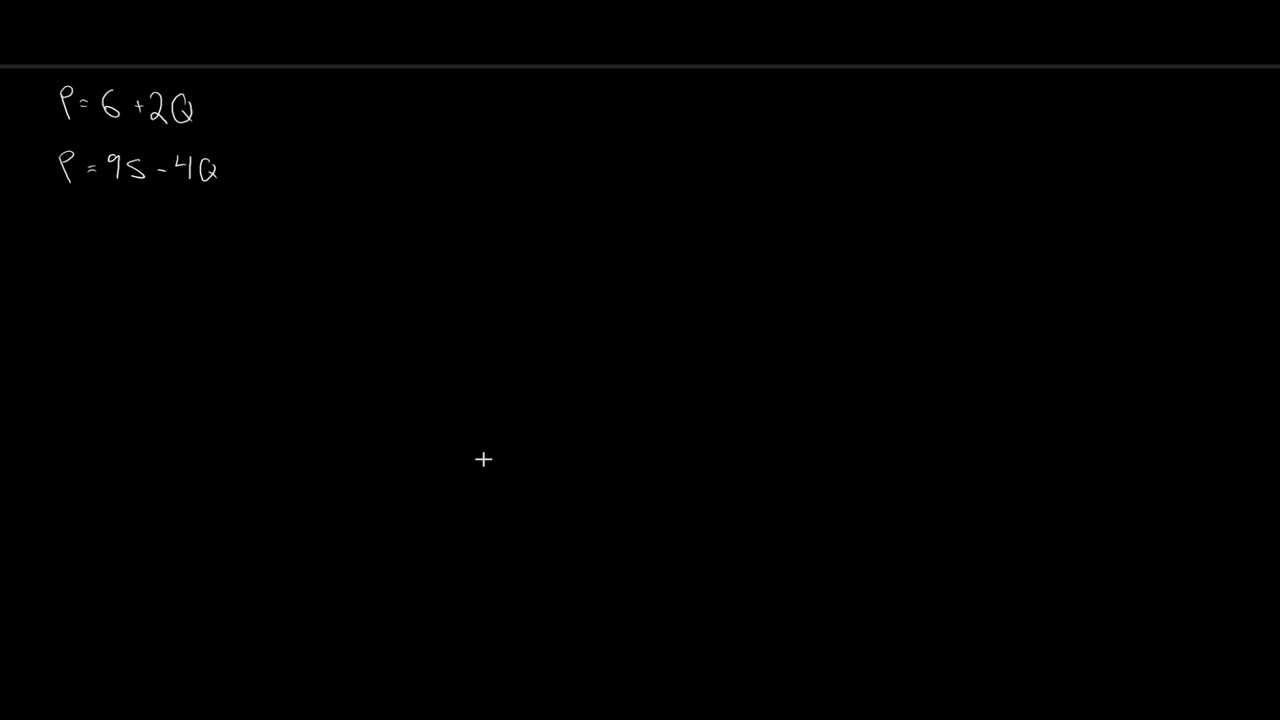 P = 6 + 2Q
P = 95 - 4Q